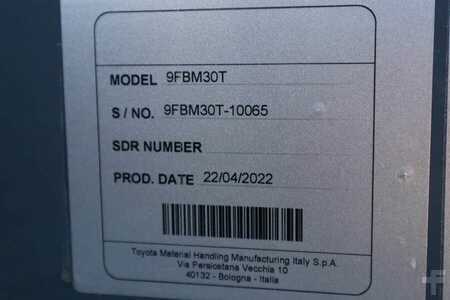 MODEL 9FBM30T
S / NO. 9FBM30T-10065
SDR NUMBER
PROD. DATE 22/04/2022
Toyota Material Handling Manufacturing Italy S.p.A.
Via Persicetana Vecchia 10
40132 - Bologna - Italia